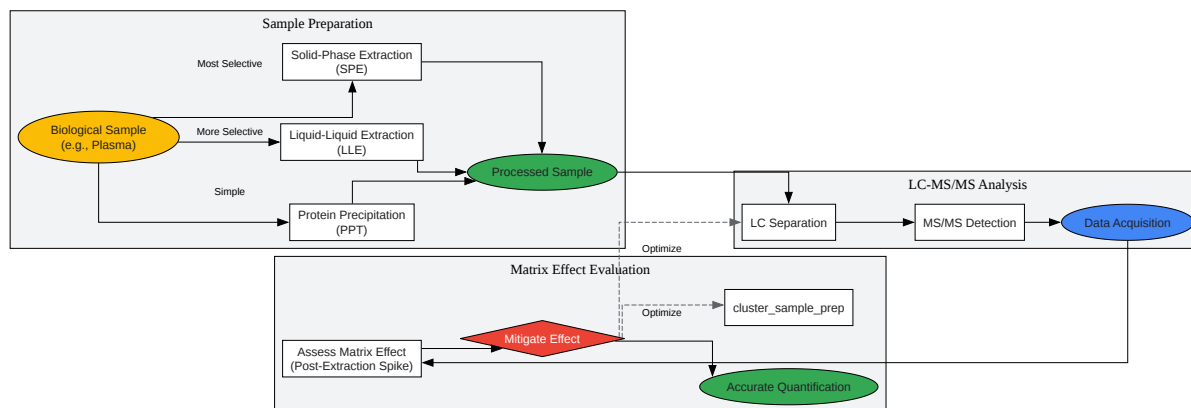 Sample Preparation
Most Selective
Solid-Phase Extraction
(SPE)
Biological Sample
(e.g., Plasma)
More Selective
Liquid-Liquid Extraction
(LLE)
Processed Sample
Simple
Protein Precipitation
(PPT)
LC-MS/MS Analysis
LC Separation
MS/MS Detection
Data Acquisition
Optimize
Matrix Effect Evaluation
cluster_sample_prep
Optimize
Mitigate Effect
Assess Matrix Effect
(Post-Extraction Spike)
Accurate Quantification